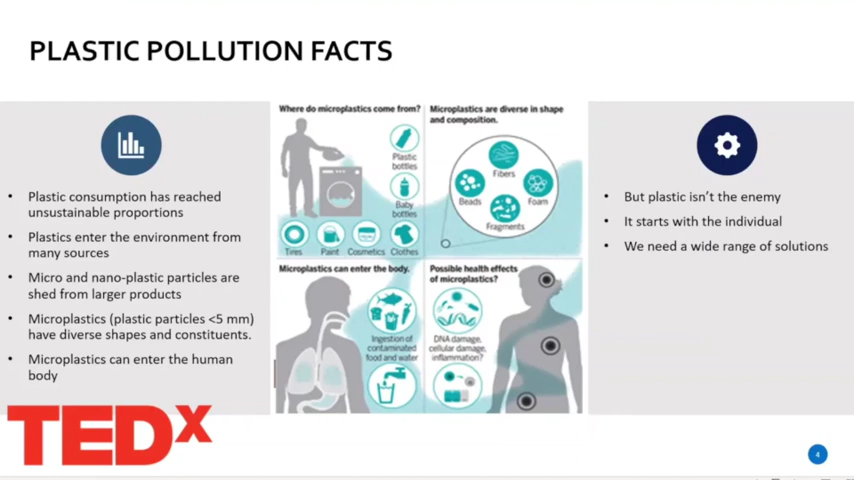 PLASTIC POLLUTION FACTS
• Plastic consumption has reached
unsustainable proportions
• Plastics enter the environment from
many sources
• Micro and nano-plastic particles are
shed from larger products
• Microplastics (plastic particles <5 mm)
have diverse shapes and constituents.
• Microplastics can enter the human
body
Where do microplastics come from?
Plastic
bottles
Baby
bottles
Tires
Paint
Cosmetics
Clothes
Microplastics are diverse in shape
and composition.
Fibers
Beads
Foam
Fragments
Microplastics can enter the body.
Ingestion of
contaminated
food and water
Possible health effects
of microplastics?
DNA damage,
cellular damage,
inflammation?
• But plastic isn't the enemy
• It starts with the individual
• We need a wide range of solutions
TEDx
4